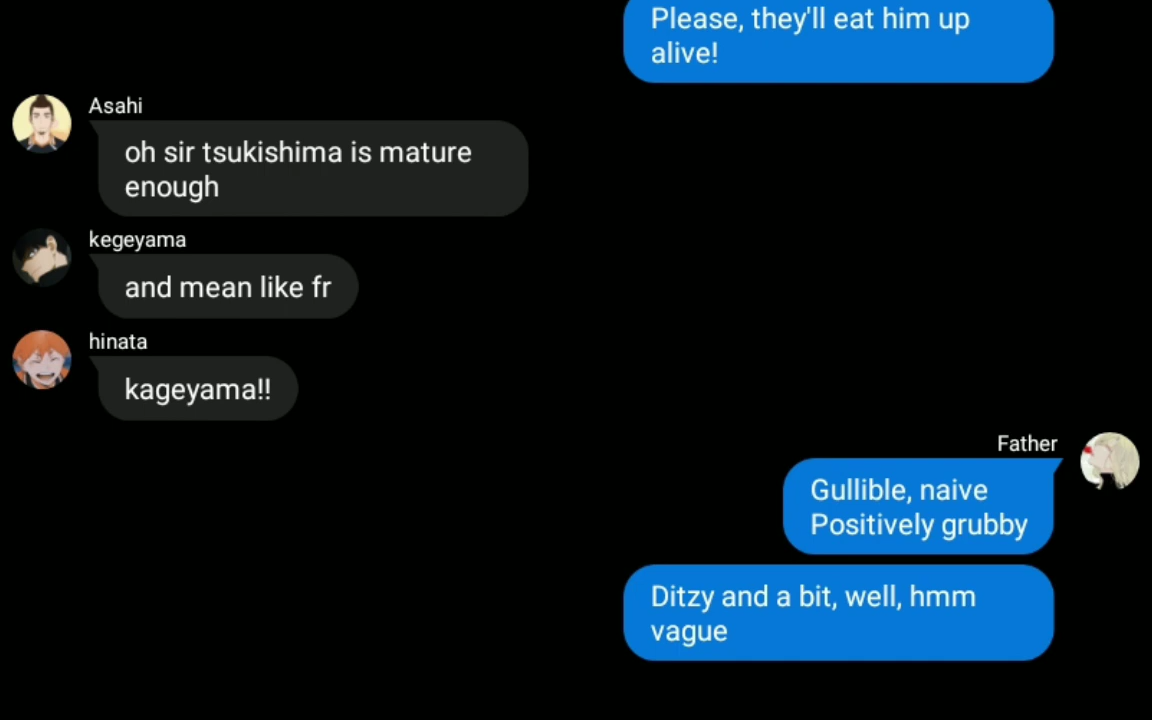 Please, they'll eat him up
alive!
Asahi
oh sir tsukishima is mature
enough
kegeyama
and mean like fr
hinata
kageyama!!
Father
Gullible, naive
Positively grubby
Ditzy and a bit, well, hmm
vague